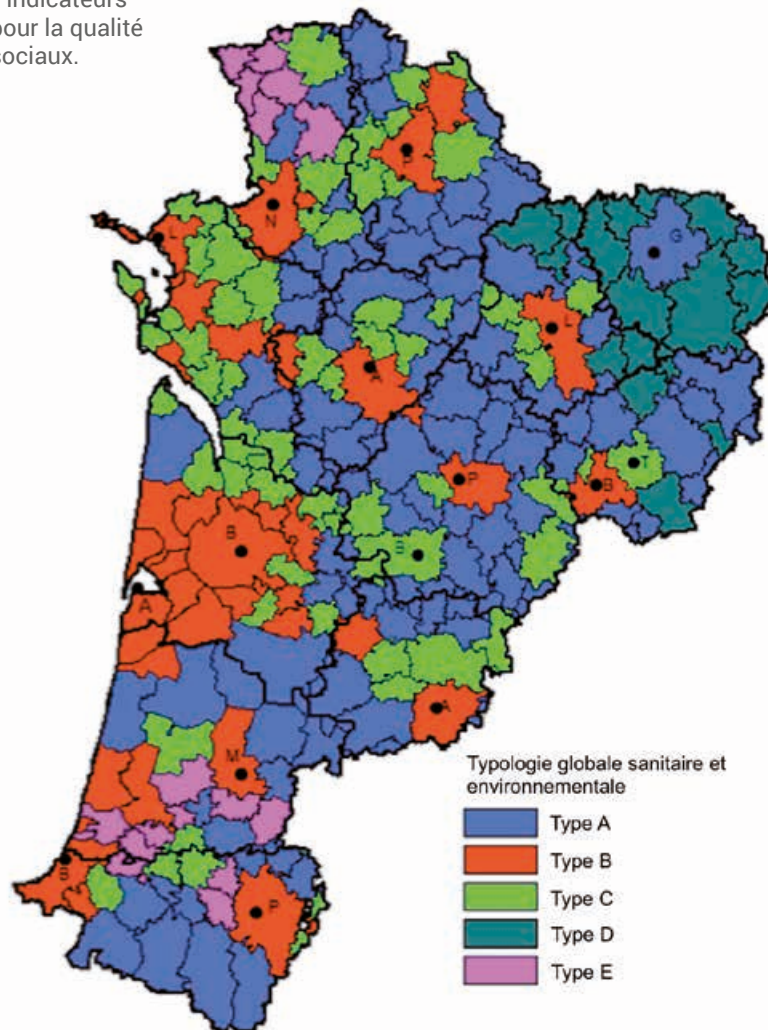 indicateurs
pour la qualité
sociaux.
P
N
L
G
L
A
P
T
B
B
B
A
A
M
B
P
Typologie globale sanitaire et
environnementale
Type A
Type B
Type C
Type D
Type E